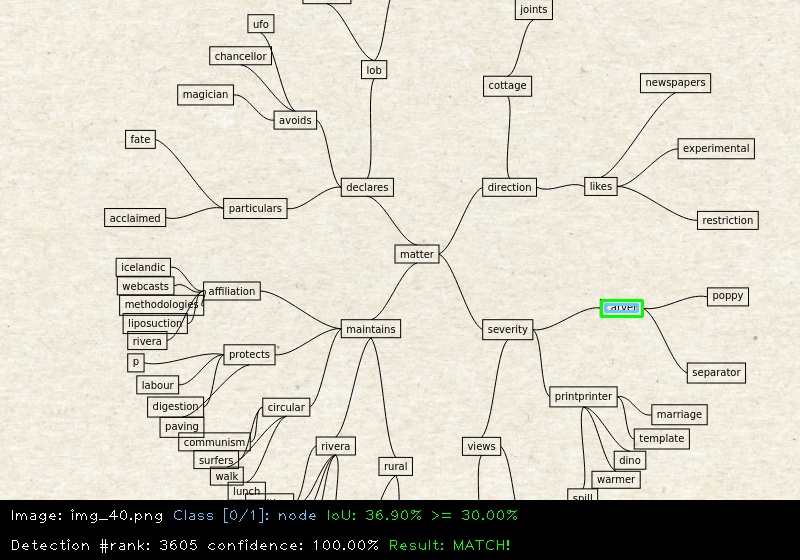 joints
ufo
chancellor
lob
cottage
newspapers
magician
avoids
fate
experimental
declares
direction
likes
particulars
acclaimed
restriction
matter
icelandic
webcasts
affiliation
methodologies
poppy
liposuction
maintains
severity
rivera
protects
p
separator
labour
printprinter
digestion
circular
marriage
paving
template
communism
rivera
views
surfers
dino
rural
walk
warmer
lunch
spill
Image: img_40.png Class [0/1]: node IoU: 36.90% >= 30.00%
Detection #rank: 3605 confidence: 100.00% Result: MATCH!